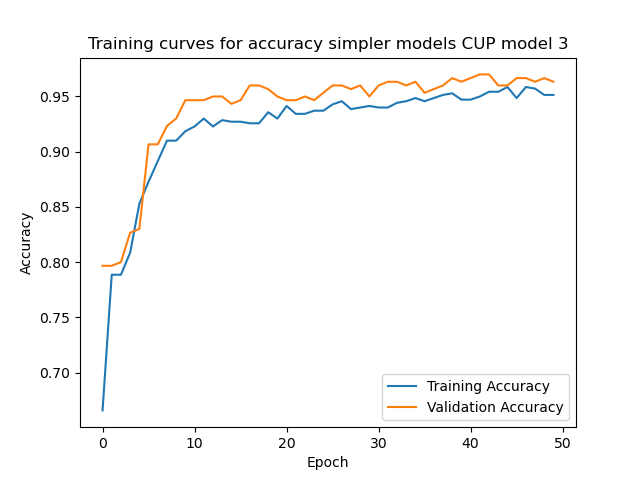 Training curves for accuracy simpler models CUP model 3
Accuracy
0.95
0.90
0.85
0.80
0.75
0.70
Training Accuracy
Validation Accuracy
0 10 20 30 40 50
Epoch